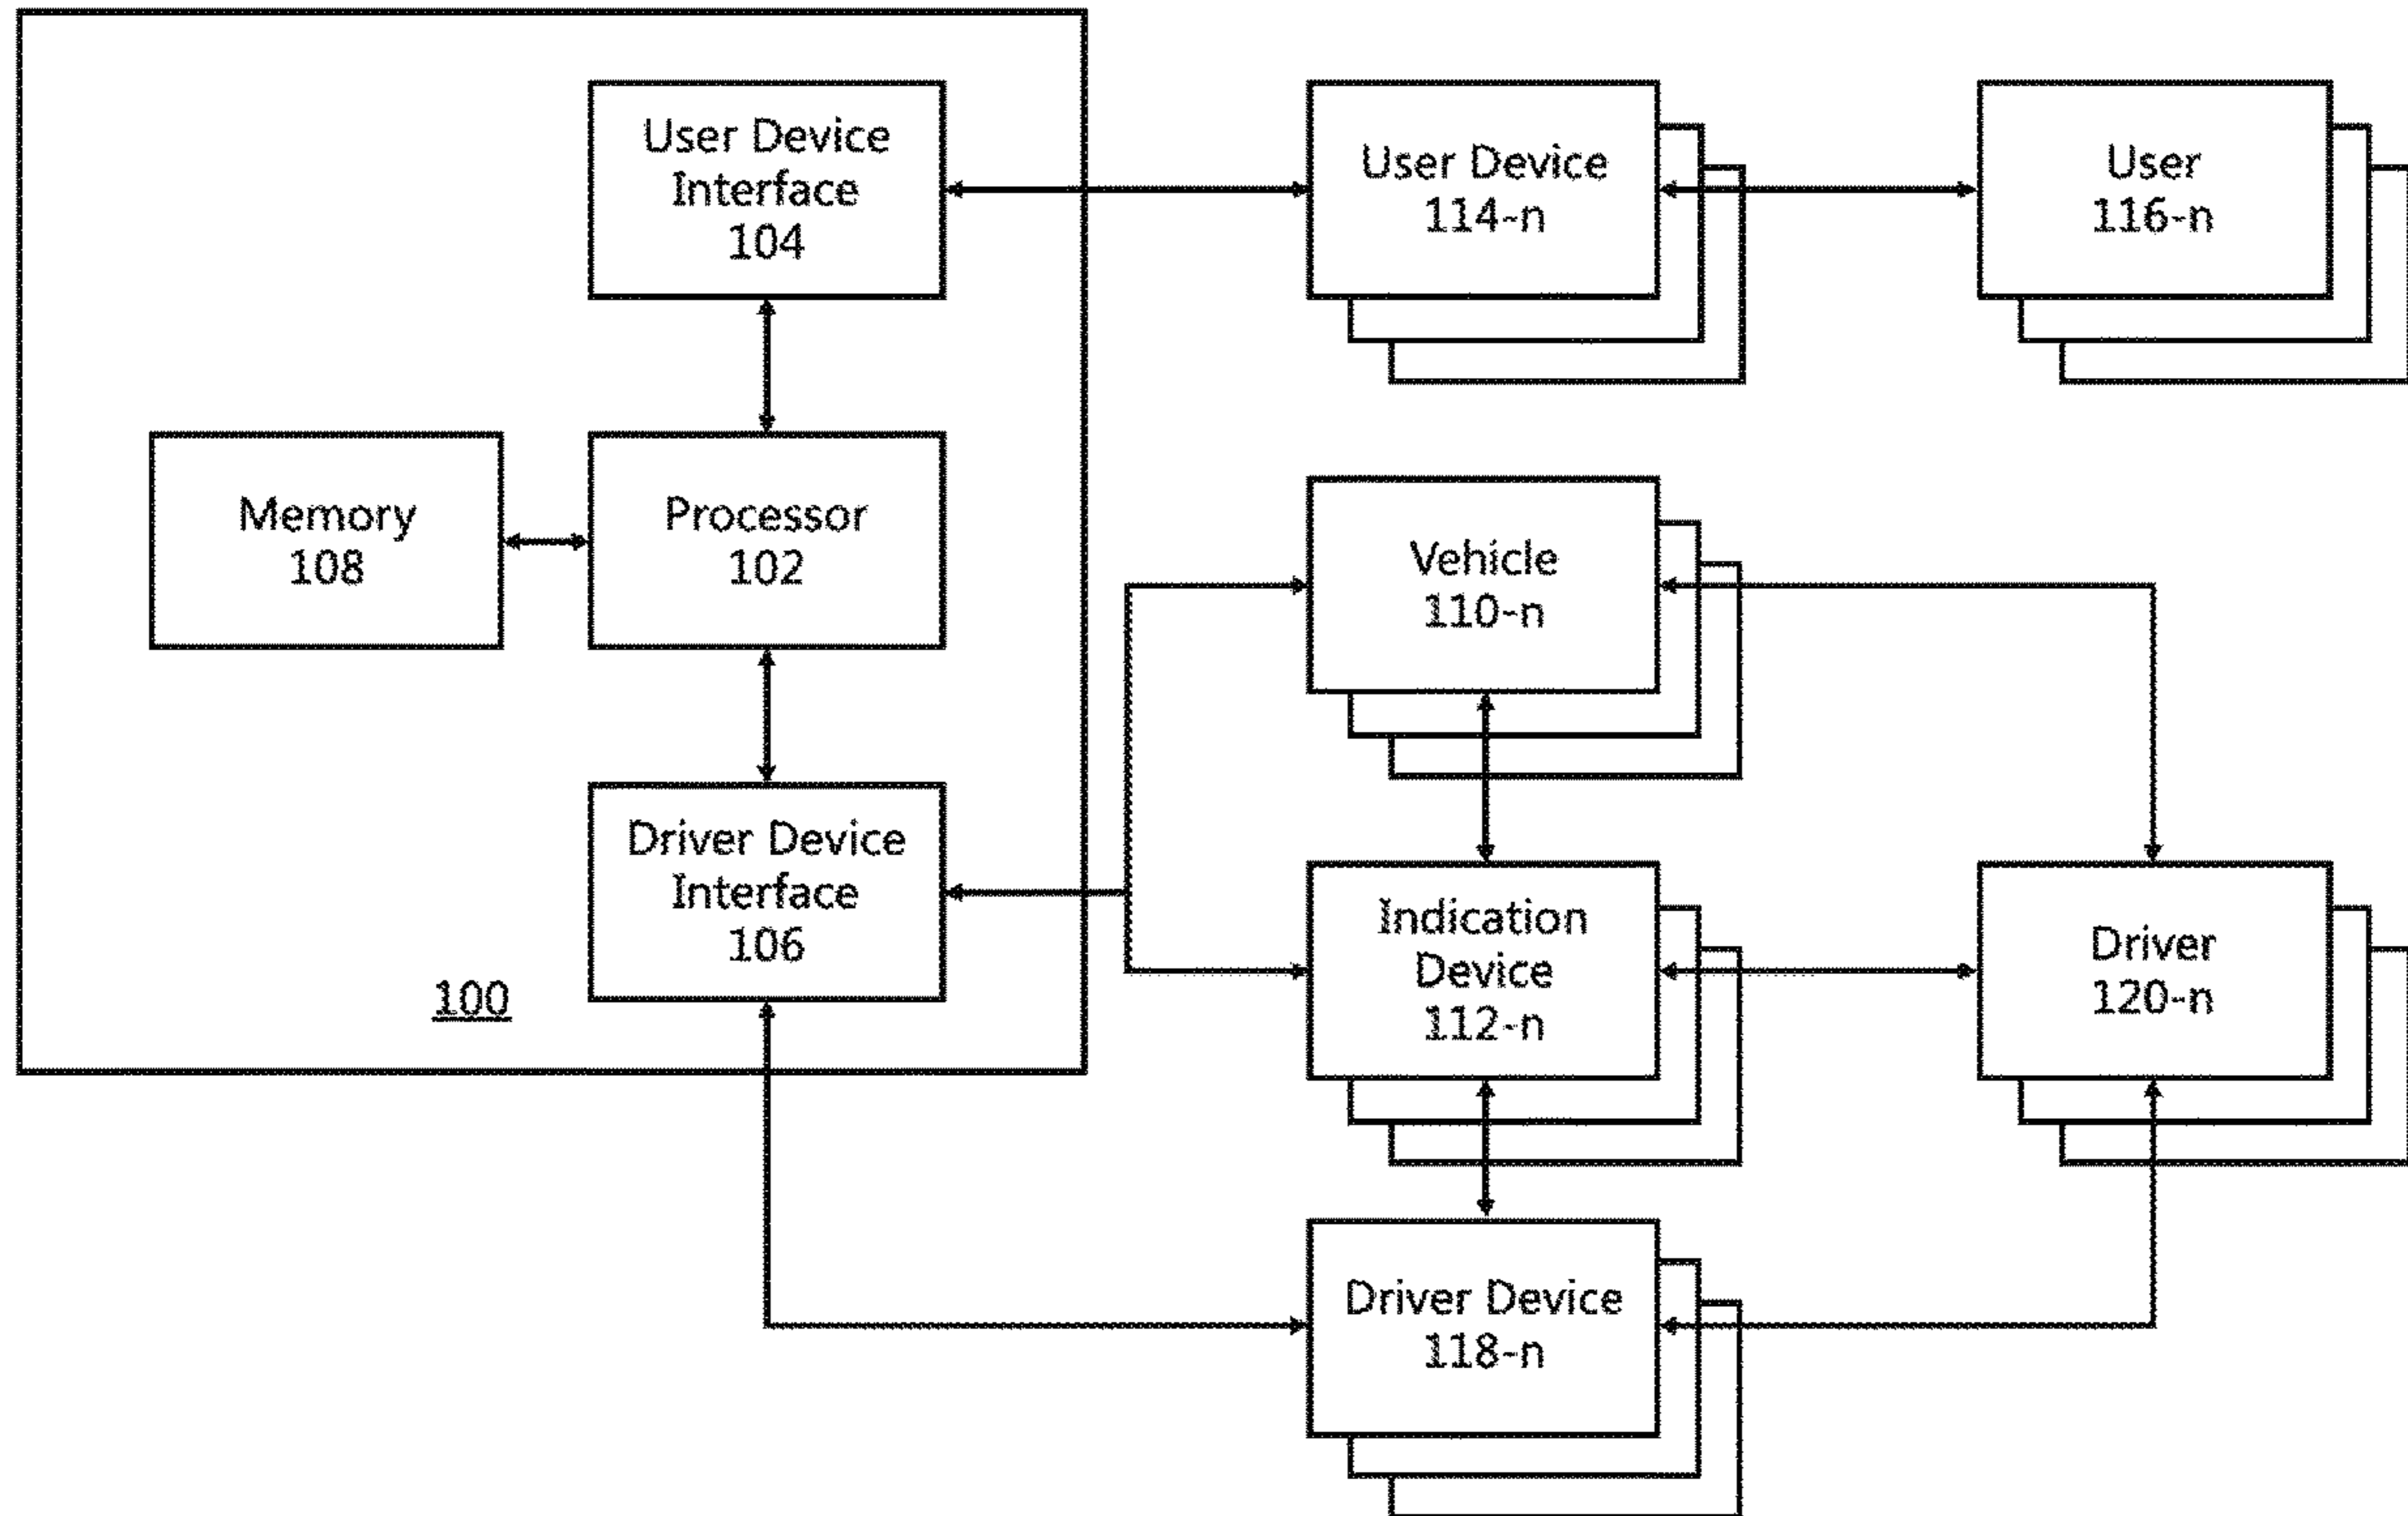 User Device
Interface
104
User Device
114-n
User
116-n
Memory
108
Processor
102
Vehicle
110-n
Driver Device
Interface
106
Indication
Device
112-n
Driver
120-n
100
Driver Device
118-n